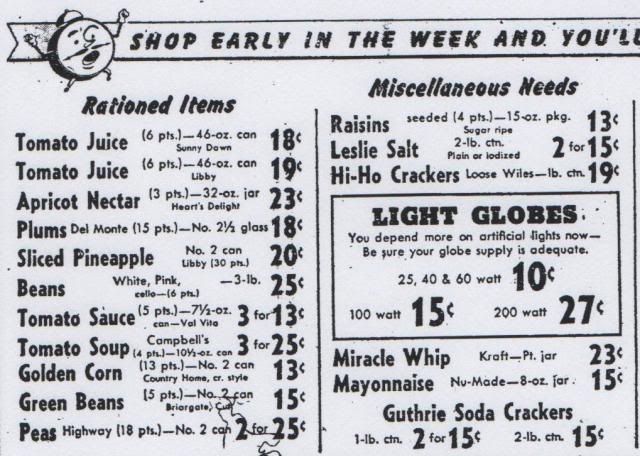 SHOP EARLY IN THE WEEK AND YOU'LL
Rationed Items
Tomato Juice (6 pts.)—46-oz. can Sunny Dawn 18¢
Tomato Juice (6 pts.)—46-oz. can Libby 19¢
Apricot Nectar (3 pts.)—32-oz. jar Heart's Delight 23¢
Plums Del Monte (15 pts.)—No. 2½ glass 18¢
Sliced Pineapple No. 2 can Libby (30 pts.) 20¢
Beans White, Pink, cello—(6 pts.) —3-lb. 25¢
Tomato Sauce (5 pts.)—7½-oz. can—Val Vita 3 for 13¢
Tomato Soup Campbell's (4 pts.)—10½-oz. can 3 for 25¢
Golden Corn (13 pts.)—No. 2 can Country Home, cr. style 13¢
Green Beans (5 pts.)—No. 2 can Briargate, 15¢
Peas Highway (18 pts.)—No. 2 can 2 for 25¢
Miscellaneous Needs
Raisins seeded (4 pts.)—15-oz. pkg. Sugar ripe 13¢
Leslie Salt 2-lb. ctn. Plain or Iodized 2 for 15¢
Hi-Ho Crackers Loose Wiles—lb. ctn. 19¢
LIGHT GLOBES
You depend more on artificial lights now—
Be sure your globe supply is adequate.
25, 40 & 60 watt 10¢
100 watt 15¢ 200 watt 27¢
Miracle Whip Kraft—Pt. jar 23¢
Mayonnaise Nu-Made—8-oz. jar 15¢
Guthrie Soda Crackers
1-lb. ctn. 2 for 15¢ 2-lb. ctn. 15¢